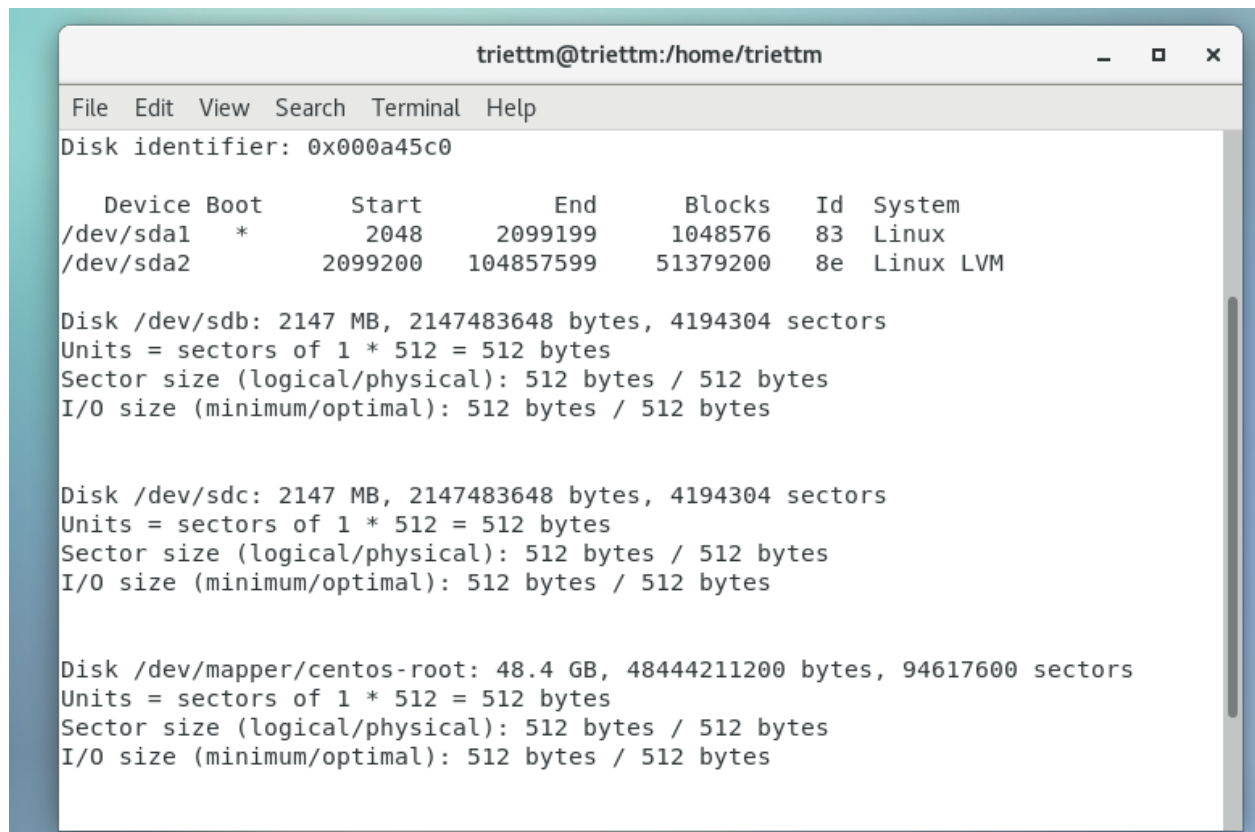 triettm@triettm:/home/triettm
File Edit View Search Terminal Help
Disk identifier: 0x000a45c0
   Device Boot      Start         End      Blocks   Id  System
/dev/sda1   *        2048     2099199     1048576   83  Linux
/dev/sda2         2099200   104857599    51379200   8e  Linux LVM
Disk /dev/sdb: 2147 MB, 2147483648 bytes, 4194304 sectors
Units = sectors of 1 * 512 = 512 bytes
Sector size (logical/physical): 512 bytes / 512 bytes
I/O size (minimum/optimal): 512 bytes / 512 bytes
Disk /dev/sdc: 2147 MB, 2147483648 bytes, 4194304 sectors
Units = sectors of 1 * 512 = 512 bytes
Sector size (logical/physical): 512 bytes / 512 bytes
I/O size (minimum/optimal): 512 bytes / 512 bytes
Disk /dev/mapper/centos-root: 48.4 GB, 48444211200 bytes, 94617600 sectors
Units = sectors of 1 * 512 = 512 bytes
Sector size (logical/physical): 512 bytes / 512 bytes
I/O size (minimum/optimal): 512 bytes / 512 bytes